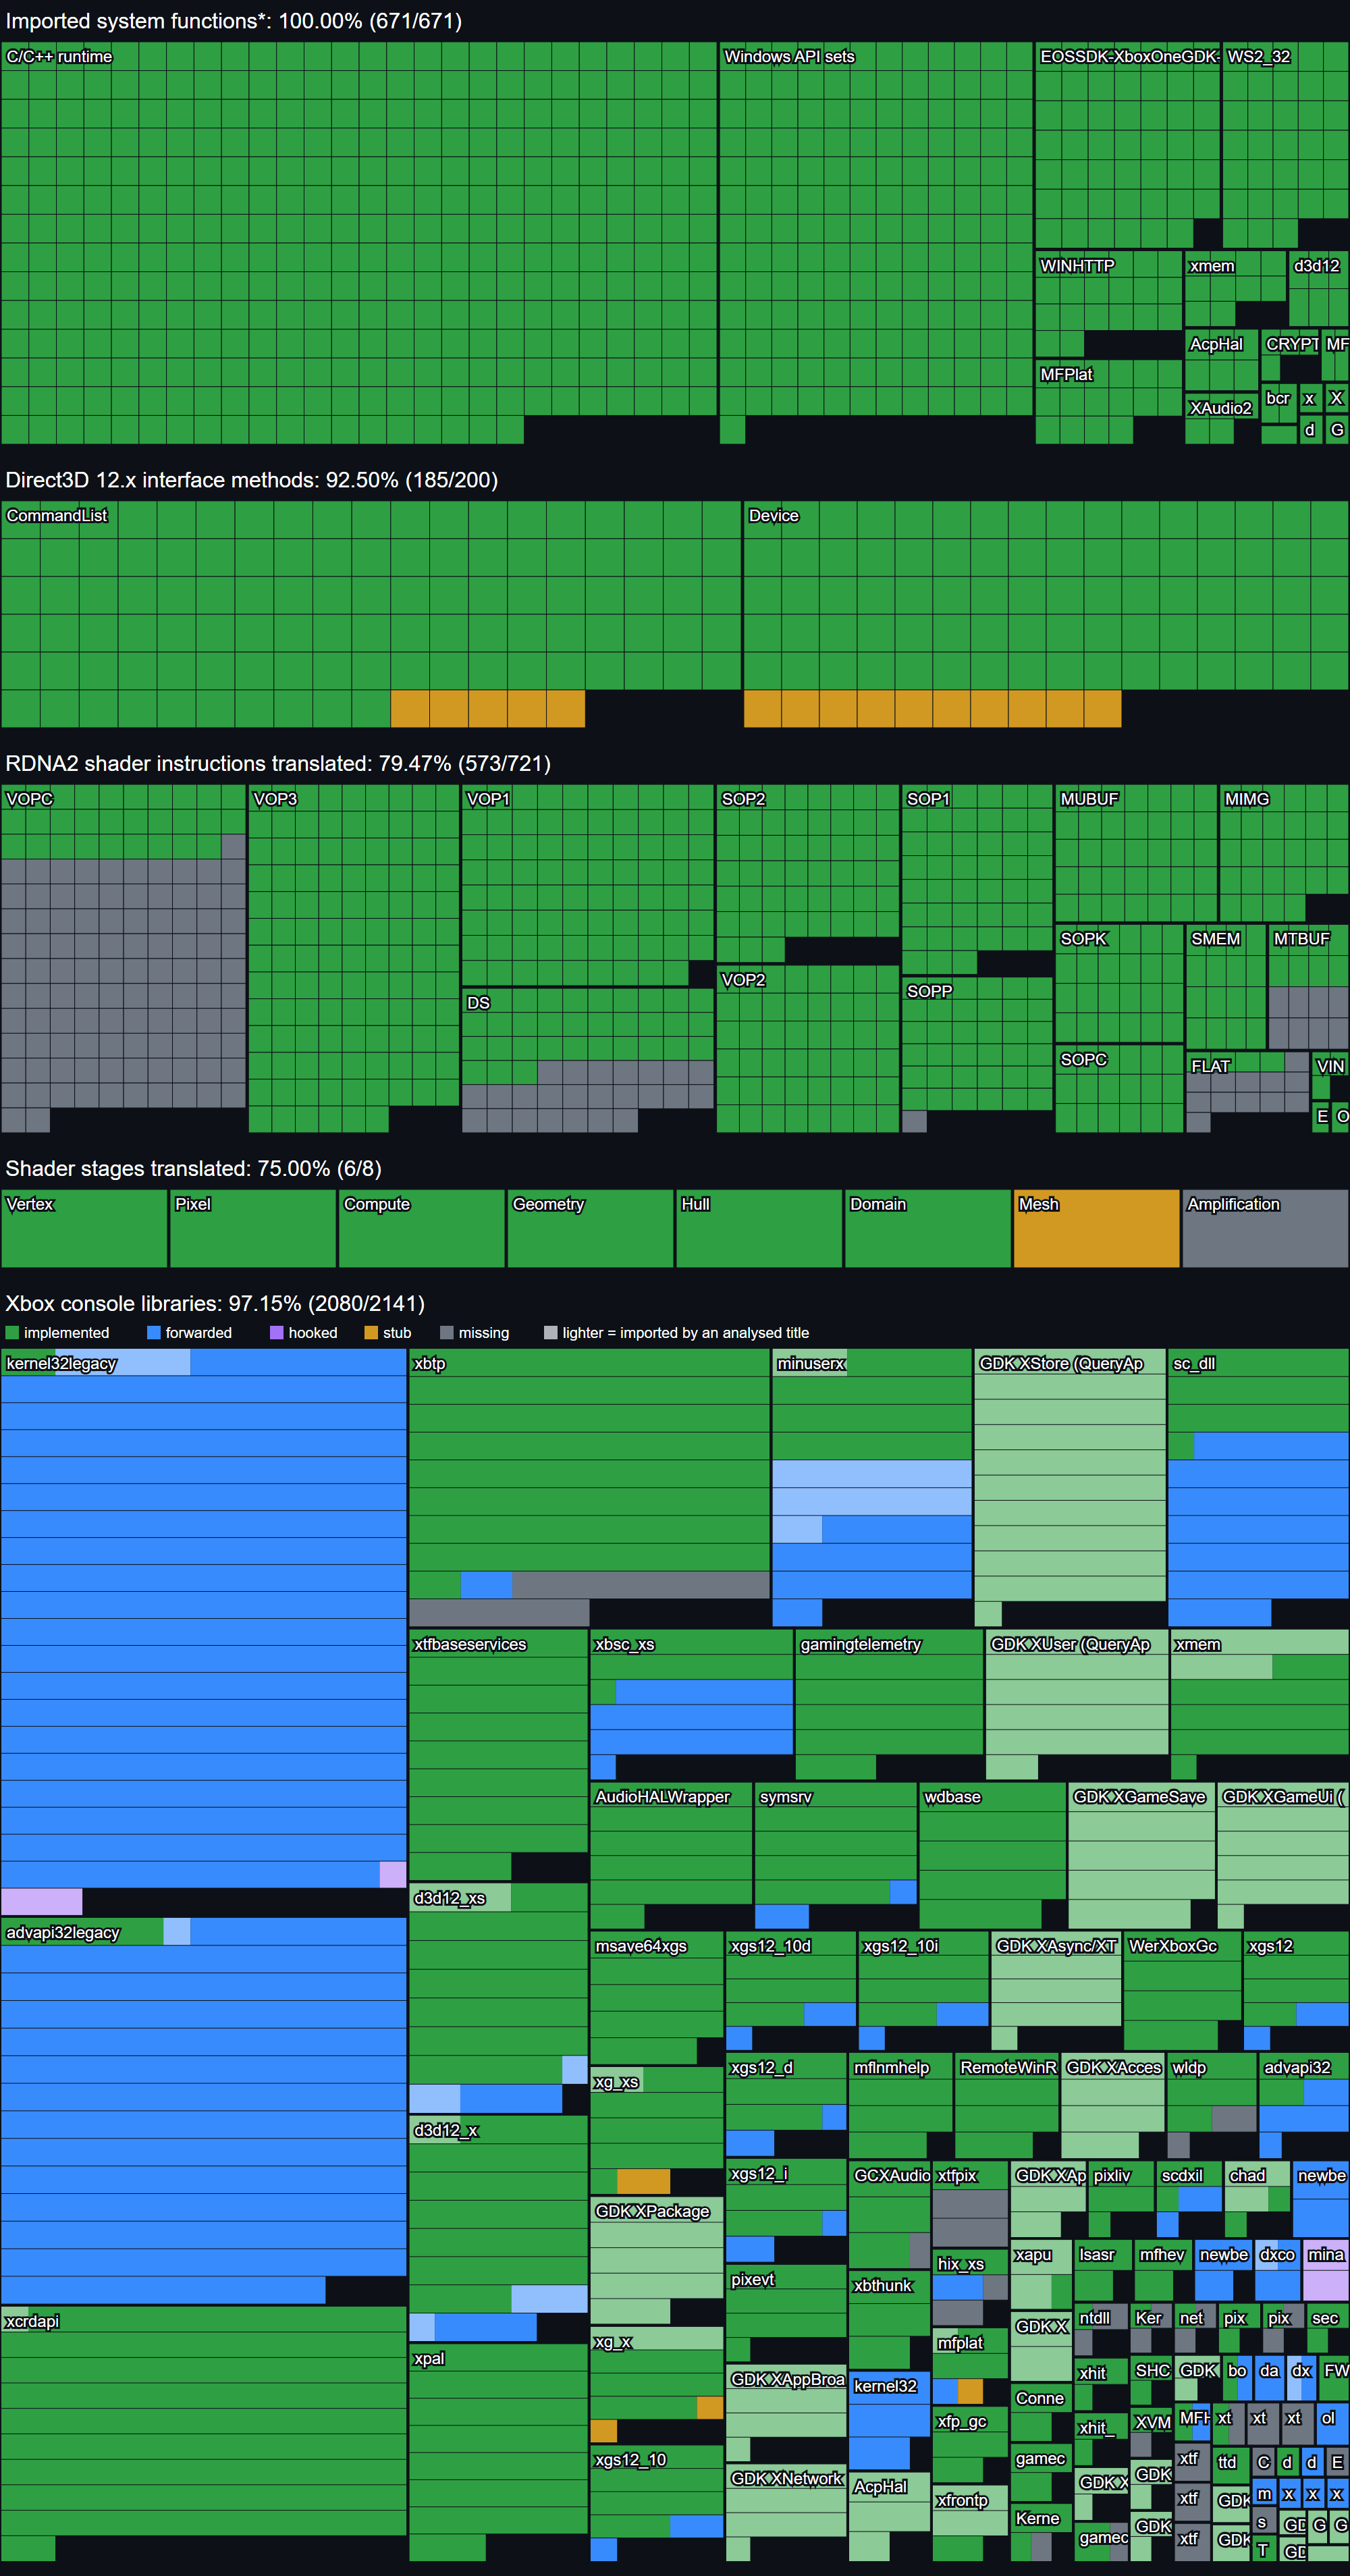 Imported system functions*: 100.00% (671/671)
C/C++ runtime
Windows API sets
EOSSDK-XboxOneGDK-
WS2_32
WINHTTP
xmem
d3d12
AcpHal
CRYPT
MF
MFPlat
XAudio2
bcr
x
X
d
G
Direct3D 12.x interface methods: 92.50% (185/200)
CommandList
Device
RDNA2 shader instructions translated: 79.47% (573/721)
VOPC
VOP3
VOP1
SOP2
SOP1
MUBUF
MIMG
SOPK
SMEM
MTBUF
VOP2
SOPP
DS
SOPC
FLAT
VIN
E
O
Shader stages translated: 75.00% (6/8)
Vertex
Pixel
Compute
Geometry
Hull
Domain
Mesh
Amplification
Xbox console libraries: 97.15% (2080/2141)
implemented
forwarded
hooked
stub
missing
lighter = imported by an analysed title
kernel32legacy
xbtp
minuserx
GDK XStore (QueryAp
sc_dll
xtfbaseservices
xbsc_xs
gamingtelemetry
GDK XUser (QueryAp
xmem
AudioHALWrapper
symsrv
wdbase
GDK XGameSave
GDK XGameUi (
d3d12_xs
advapi32legacy
msave64xgs
xgs12_10d
xgs12_10i
GDK XAsync/XT
WerXboxGc
xgs12
xg_xs
xgs12_d
mflnmhelp
RemoteWinR
GDK XAcces
wldp
advapi32
d3d12_x
xgs12_i
GCXAudio
xtfpix
GDK XAp
pixliv
scdxil
chad
newbe
GDK XPackage
hix_xs
xapu
lsasr
mfhev
newbe
dxco
mina
pixevt
xbthunk
xcrdapi
xg_x
mfplat
GDK X
ntdll
Ker
net
pix
pix
sec
xpal
GDK XAppBroa
kernel32
Conne
xhit
SHC
GDK
bo
da
dx
FW
xgs12_10
xfp_gc
xhit_
XVM
MFH
xt
xt
xt
ol
GDK XNetwork
AcpHal
gamec
xtf
ttd
C
d
d
E
xfrontp
GDK X
GDK
xtf
GDK
m
x
x
x
Kerne
gamec
GDK
xtf
GDK
s
GD
G
G
T
GD